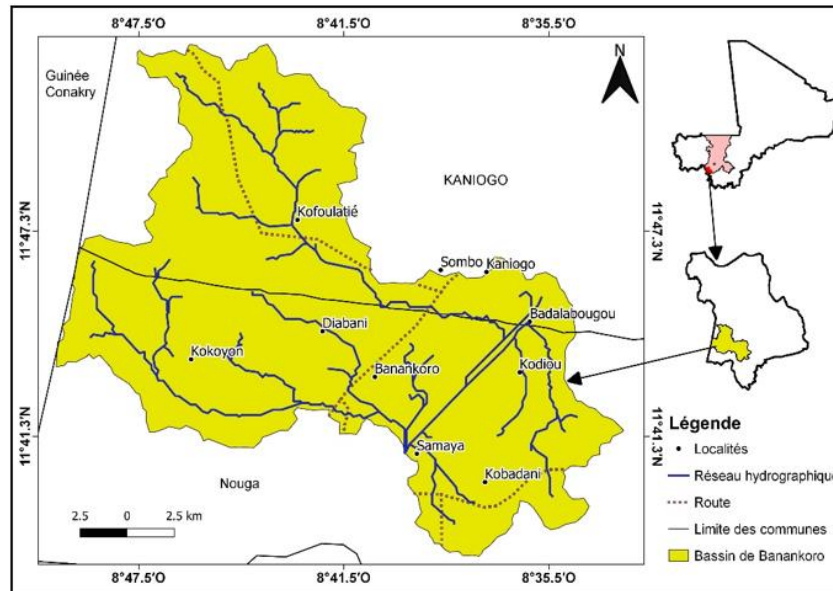 8°47.5'O 8°41.5'O 8°35.5'O
Guinée
Conakry
N
KANIOGO
11°47.3'N
11°47.3'N
Kofoulatié
Sombo
Kaniogo
Badalabougou
Diabani
Kokoyon
Banankoro
Kodiou
11°41.3'N
11°41.3'N
Samaya
Kobadani
Nouga
2.5 0 2.5 km
8°47.5'O 8°41.5'O 8°35.5'O
Légende
Localités
Réseau hydrographique
Route
Limite des communes
Bassin de Banankoro